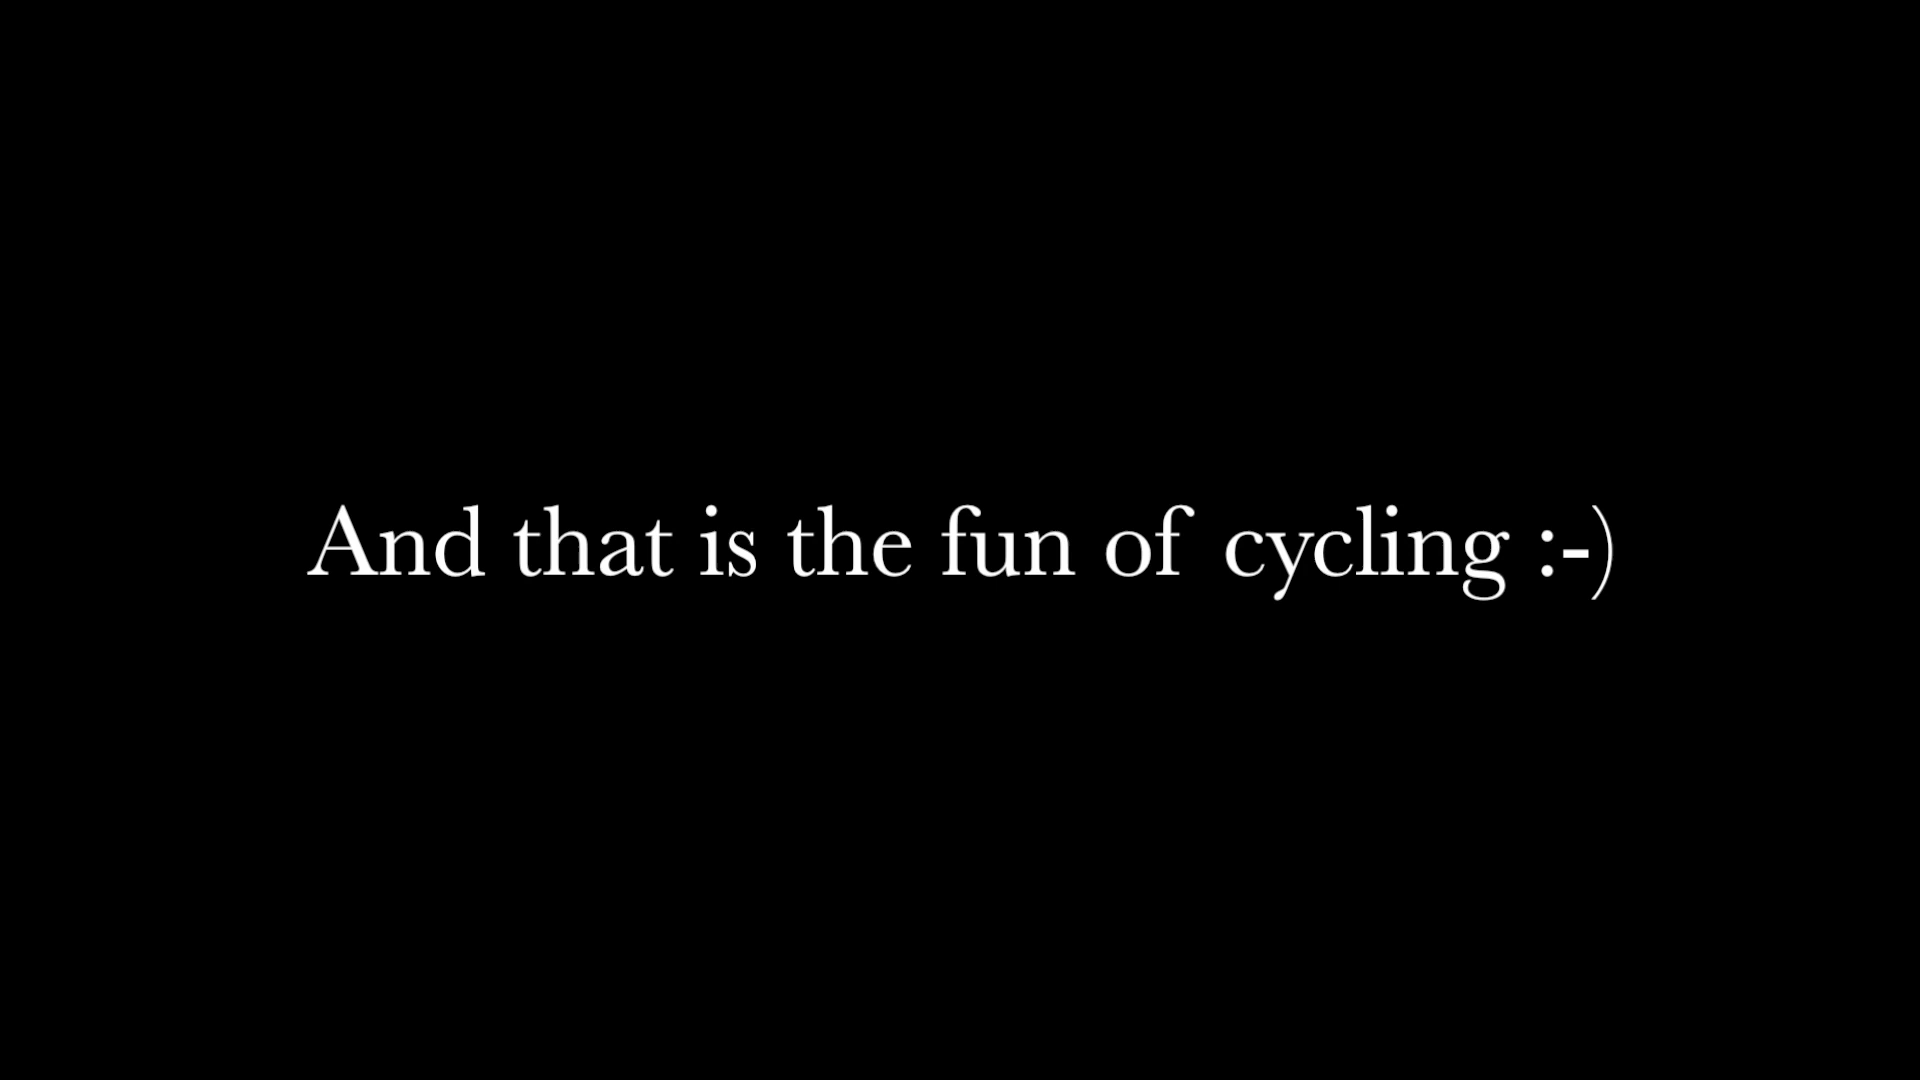 And that is the fun of cycling :-)